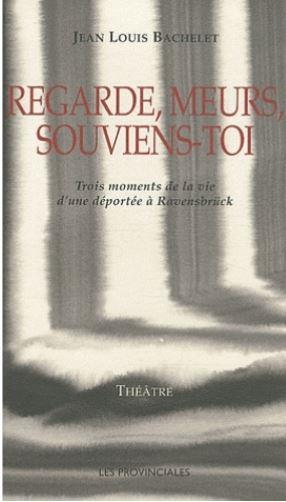 JEAN LOUIS BACHELET
REGARDE, MEURS,
SOUVIENS-TOI
Trois moments de la vie
d'une déportée à Ravensbrück
THÉÂTRE
LES PROVINCIALES